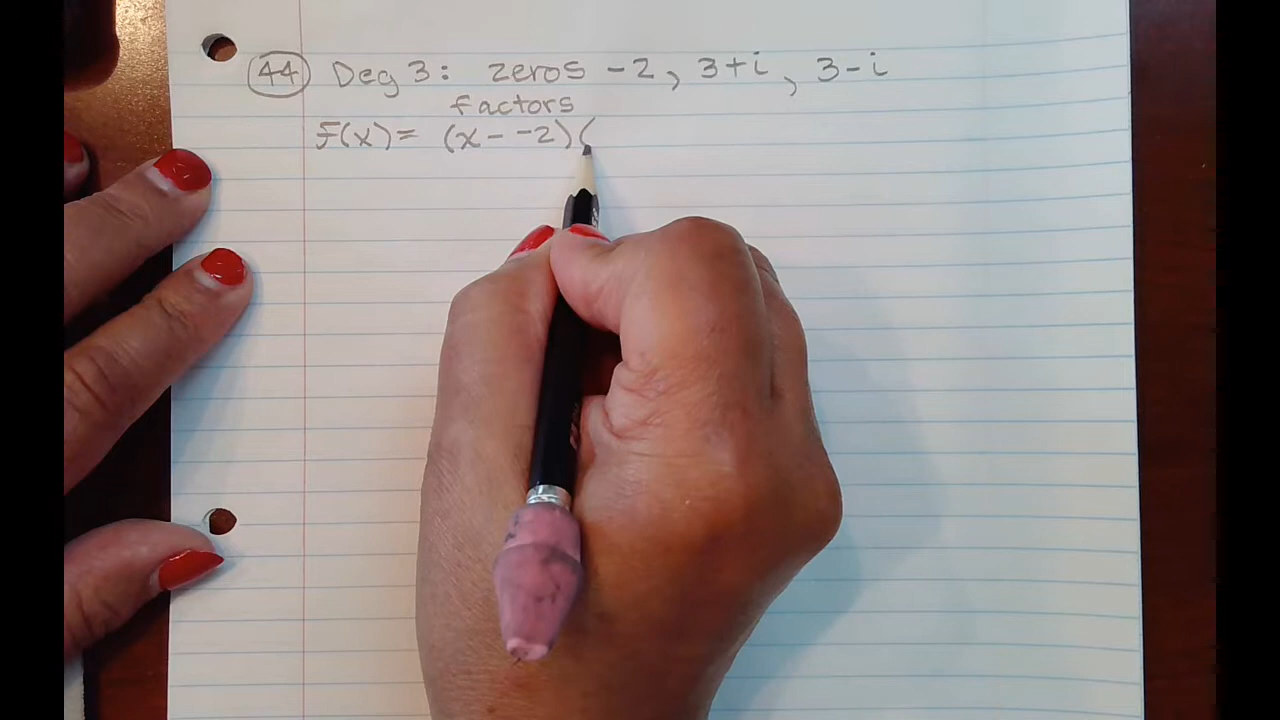 44 Deg 3: zeros -2, 3+i, 3-i
factors
F(x)= (x--2)(